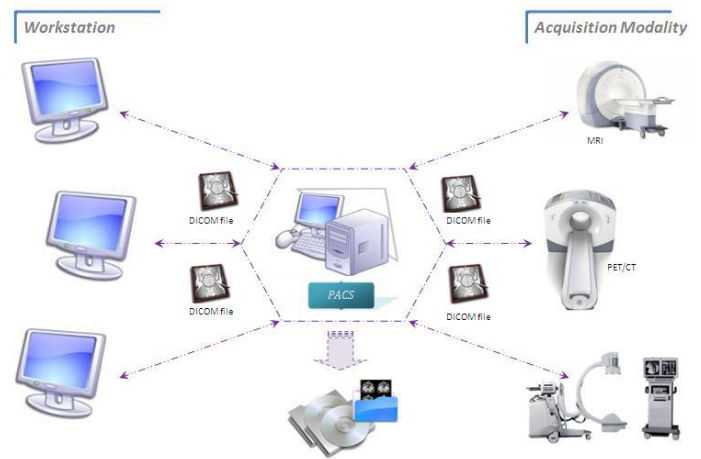 Workstation
Acquisition Modality
MRI
DICOM file
DICOM file
PET/CT
DICOM file
DICOM file
PACS